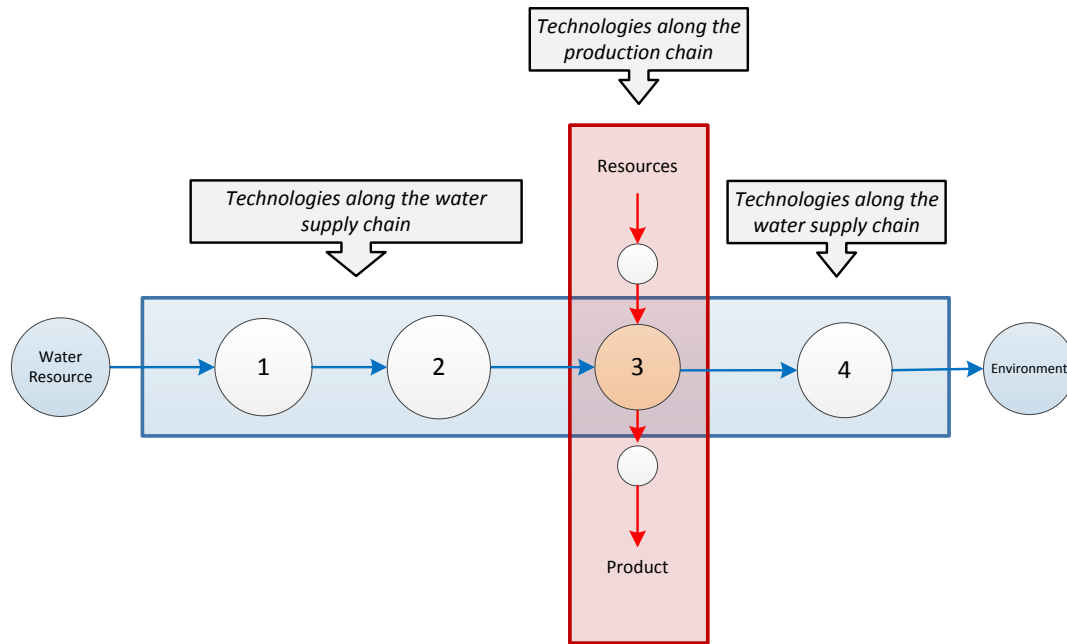 Technologies along the
production chain
Technologies along the water
supply chain
Resources
Technologies along the
water supply chain
Water
Resource
1
2
3
4
Environment
Product